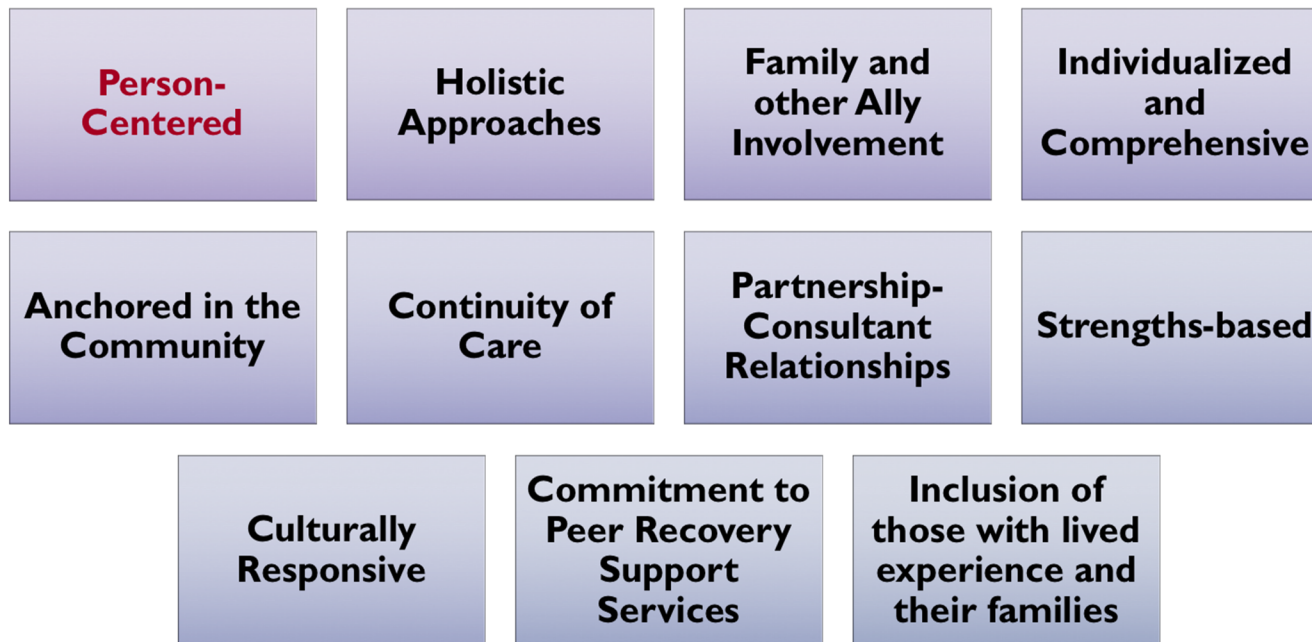 Person-
Centered
Holistic
Approaches
Family and
other Ally
Involvement
Individualized
and
Comprehensive
Anchored in the
Community
Continuity of
Care
Partnership-
Consultant
Relationships
Strengths-based
Culturally
Responsive
Commitment to
Peer Recovery
Support
Services
Inclusion of
those with lived
experience and
their families